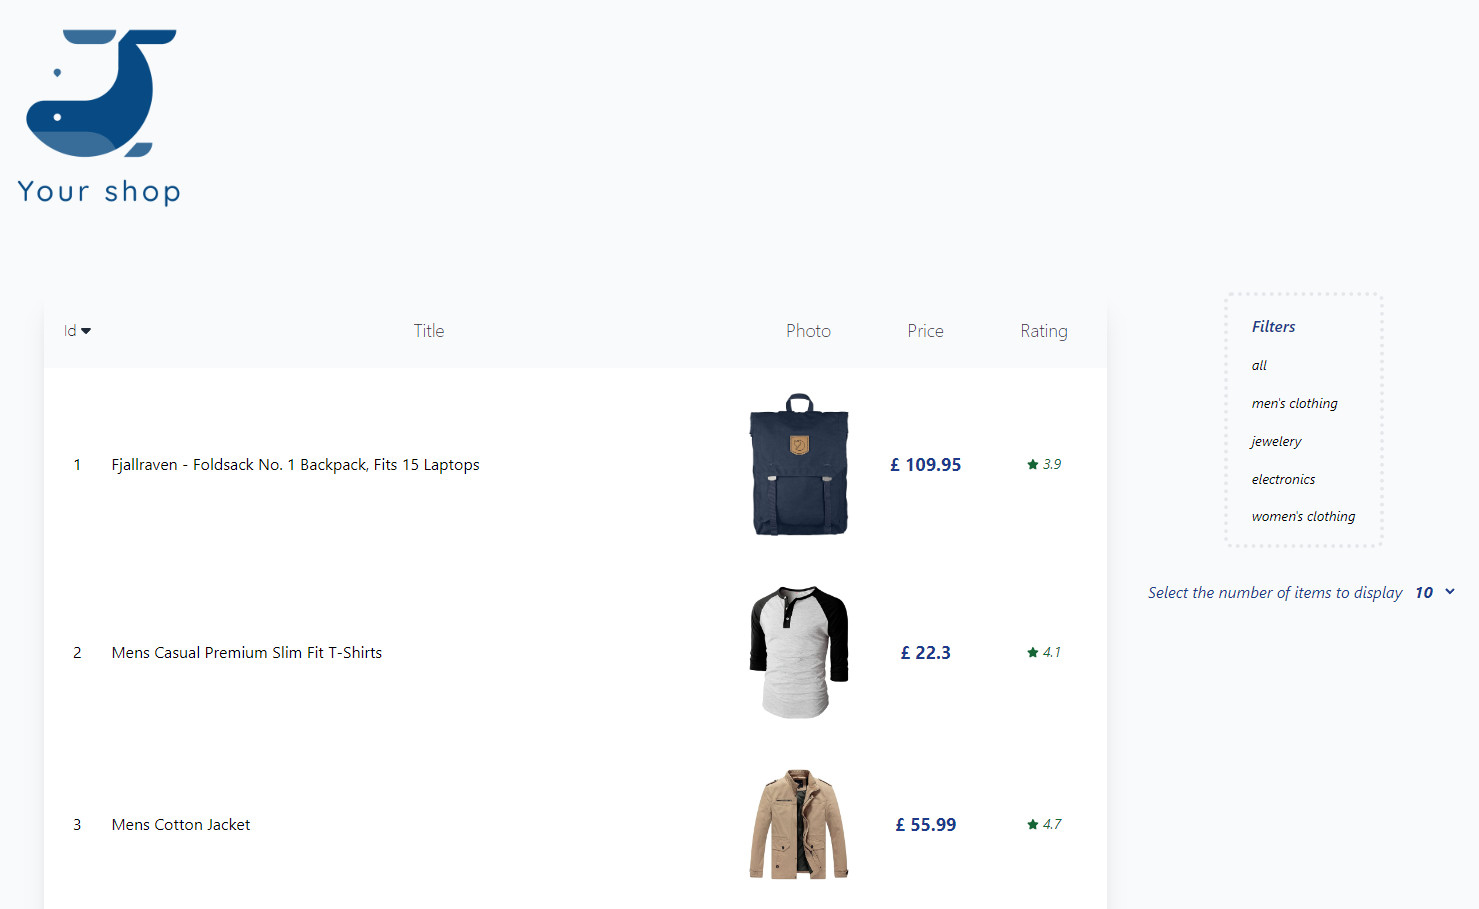 Your shop
Id Title Photo Price Rating
1 Fjallraven - Foldsack No. 1 Backpack, Fits 15 Laptops £ 109.95 3.9
2 Mens Casual Premium Slim Fit T-Shirts £ 22.3 4.1
3 Mens Cotton Jacket £ 55.99 4.7
Filters
all
men's clothing
jewelery
electronics
women's clothing
Select the number of items to display 10